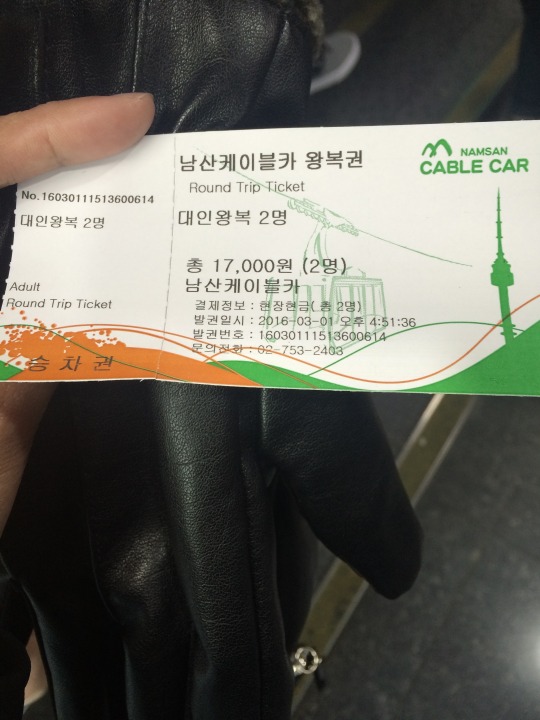 남산케이블카 왕복권
Round Trip Ticket
NAMSAN
CABLE CAR
No.16030111513600614
대인왕복 2명
대인왕복 2명
총 17,000원 (2명)
Adult
남산케이블카
Round Trip Ticket
결제정보 : 현장현금( 총 2명)
발권일시 : 2016-03-01 오후 4:51:36
발권번호 : 16030111513600614
문의전화 : 02-753-2403
승차권